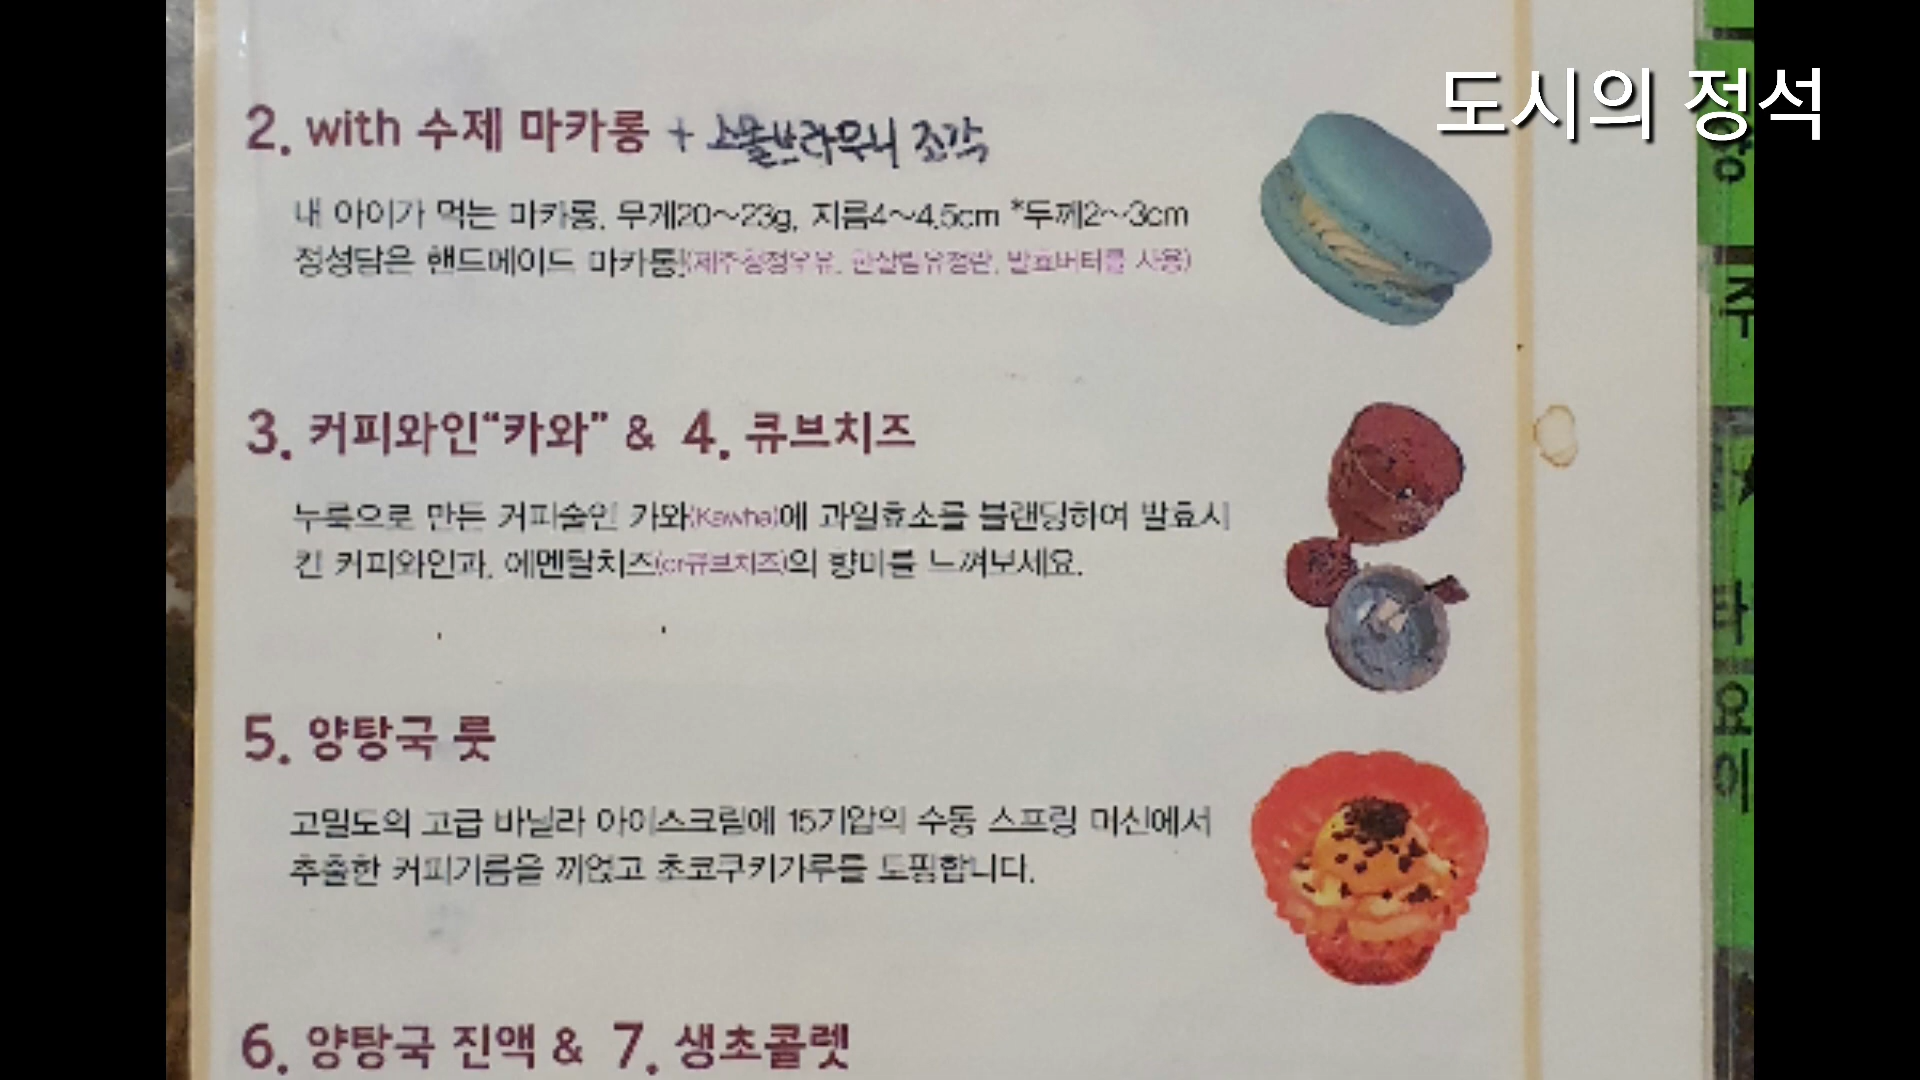 도시의 정석
2. with 수제 마카롱 + 스몰브라우니 조각
내 아이가 먹는 마카롱, 무게20~23g, 지름4~4.5cm *두께2~3cm
정성담은 핸드메이드 마카롱!(제주청정우유, 한살림유정란, 발효버터를 사용)
3. 커피와인“카와” & 4. 큐브치즈
누룩으로 만든 커피술인 카와(Kawha)에 과일효소를 블랜딩하여 발효시
킨 커피와인과, 에멘탈치즈(or큐브치즈)의 향미를 느껴보세요.
5. 양탕국 룻
고밀도의 고급 바닐라 아이스크림에 15기압의 수동 스프링 머신에서
추출한 커피기름을 끼얹고 초코쿠키가루를 토핑합니다.
6. 양탕국 진액 & 7. 생초콜렛
주
타
요
이